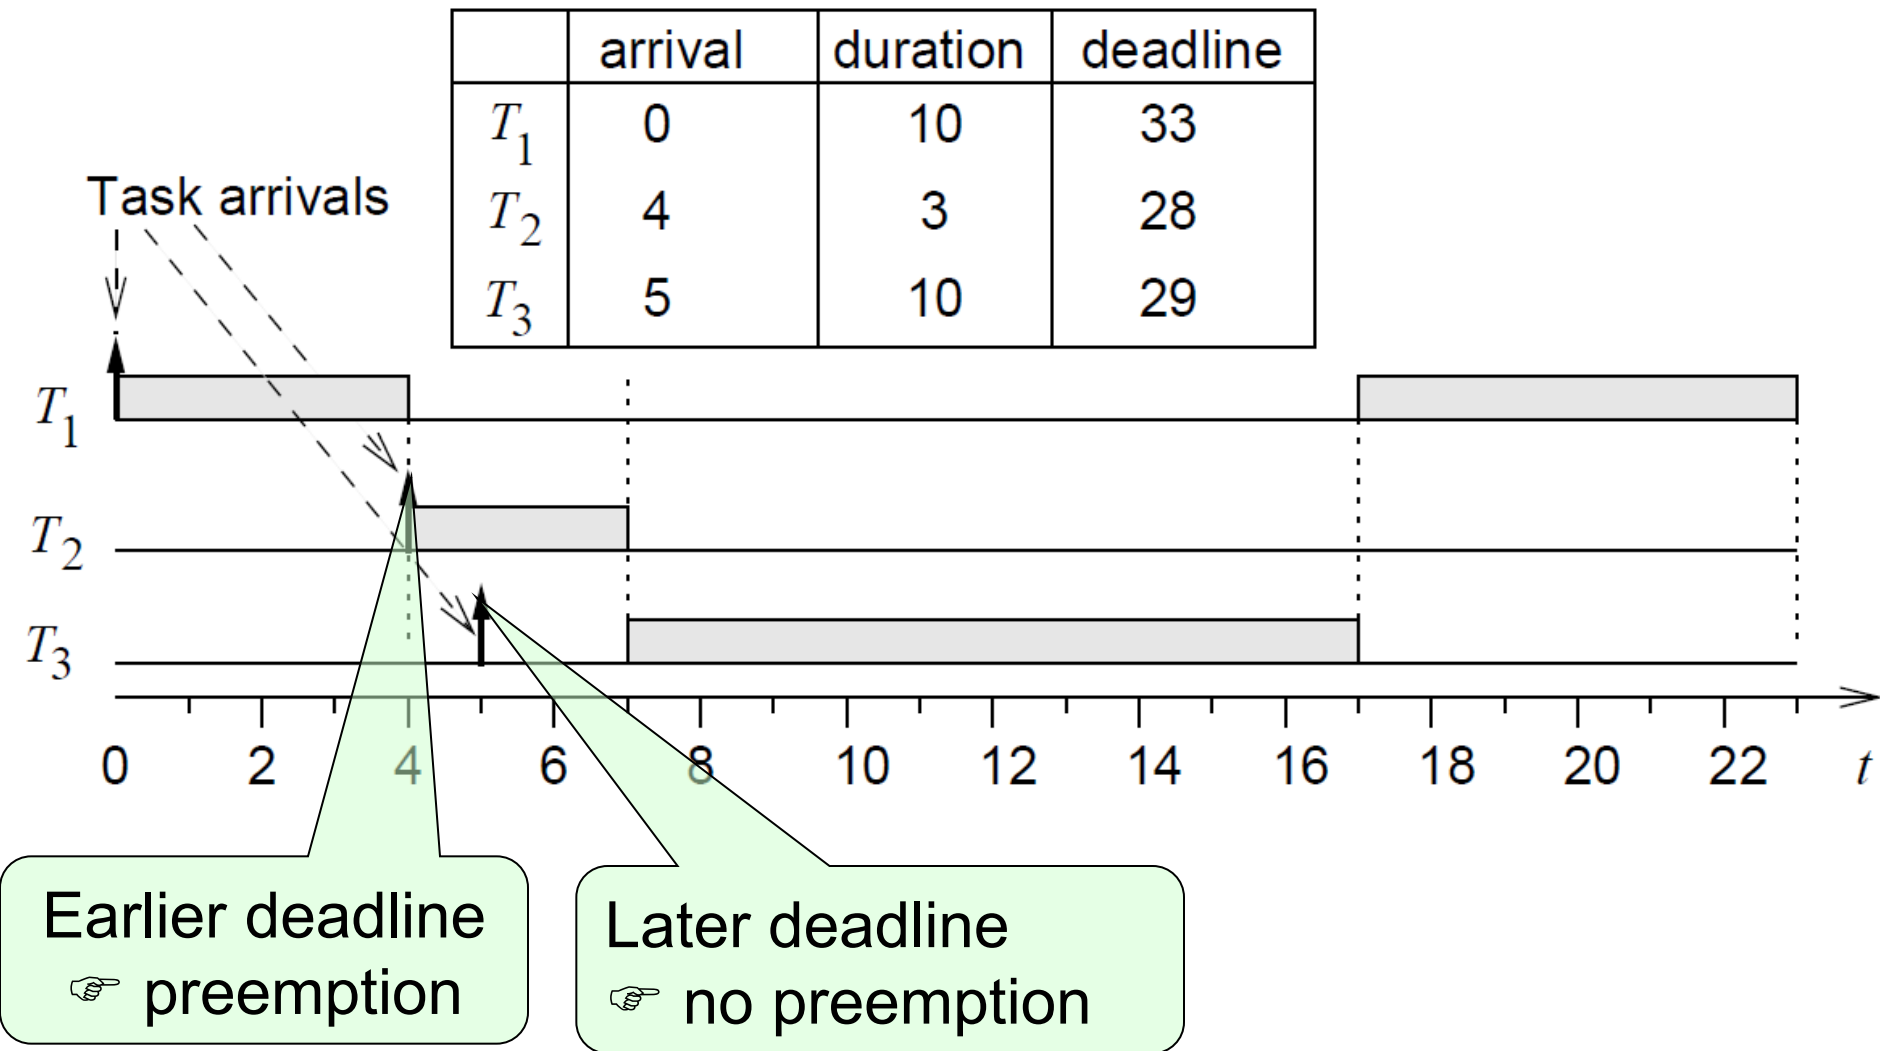 arrival duration deadline
T1 0 10 33
T2 4 3 28
T3 5 10 29
Task arrivals
T1
T2
T3
0 2 4 6 8 10 12 14 16 18 20 22 t
Earlier deadline
☞ preemption
Later deadline
☞ no preemption